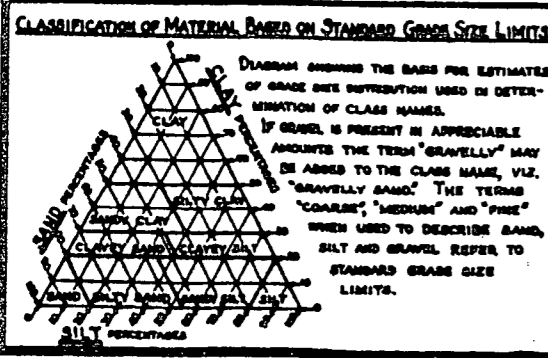 CLASSIFICATION OF MATERIAL BASED ON STANDARD GRADE SIZE LIMITS
DIAGRAM SHOWING THE BASIS FOR ESTIMATES
OF GRADE SIZE DISTRIBUTION USED IN DETER-
MINATION OF CLASS NAMES.
IF GRAVEL IS PRESENT IN APPRECIABLE
AMOUNTS THE TERM "GRAVELLY" MAY
BE ADDED TO THE CLASS NAME, VIZ.
"GRAVELLY SAND." THE TERMS
"COARSE", "MEDIUM" AND "FINE"
WHEN USED TO DESCRIBE SAND,
SILT AND GRAVEL REFER TO
STANDARD GRADE SIZE
LIMITS.
CLAY PERCENTAGES
SAND PERCENTAGES
CLAY
SILTY CLAY
SANDY CLAY
CLAYEY SAND CLAYEY SILT
SAND SILTY SAND SANDY SILT SILT
SILT PERCENTAGES